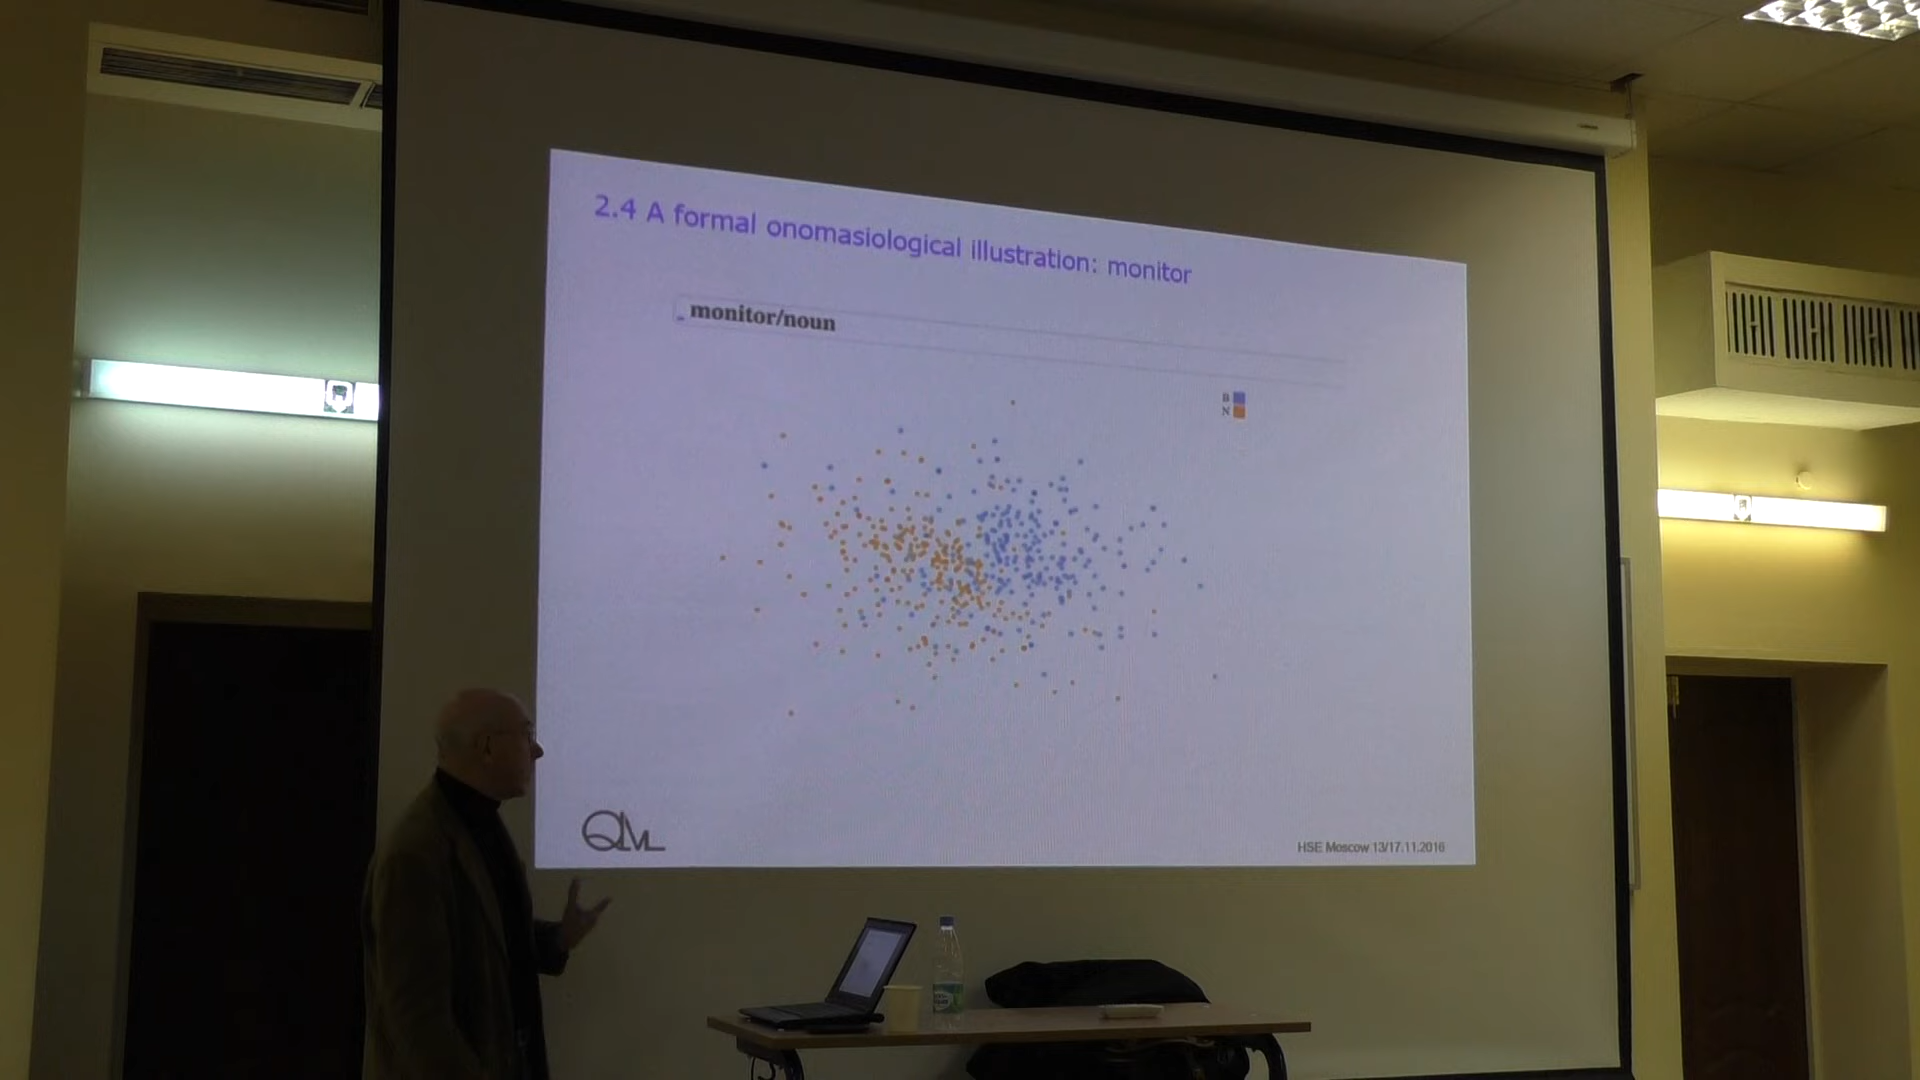 2.4 A formal onomasiological illustration: monitor
monitor/noun
B
N
QLVL
HSE Moscow 13/17.11.2016